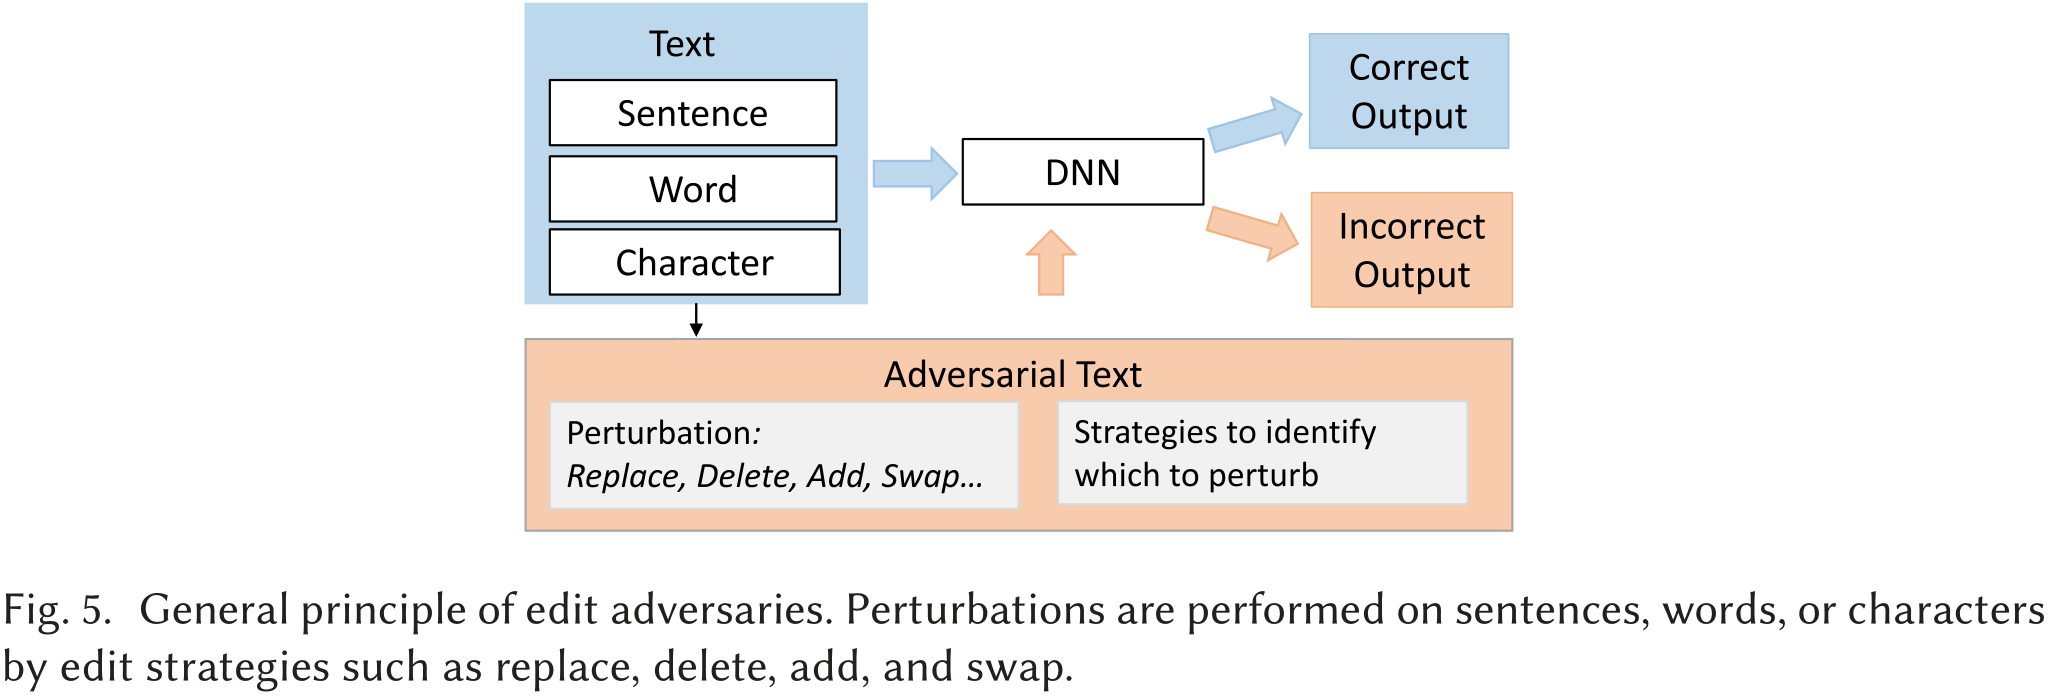 Text
Sentence
Word
Character
DNN
Correct
Output
Incorrect
Output
Adversarial Text
Perturbation:
Replace, Delete, Add, Swap...
Strategies to identify
which to perturb
Fig. 5. General principle of edit adversaries. Perturbations are performed on sentences, words, or characters
by edit strategies such as replace, delete, add, and swap.